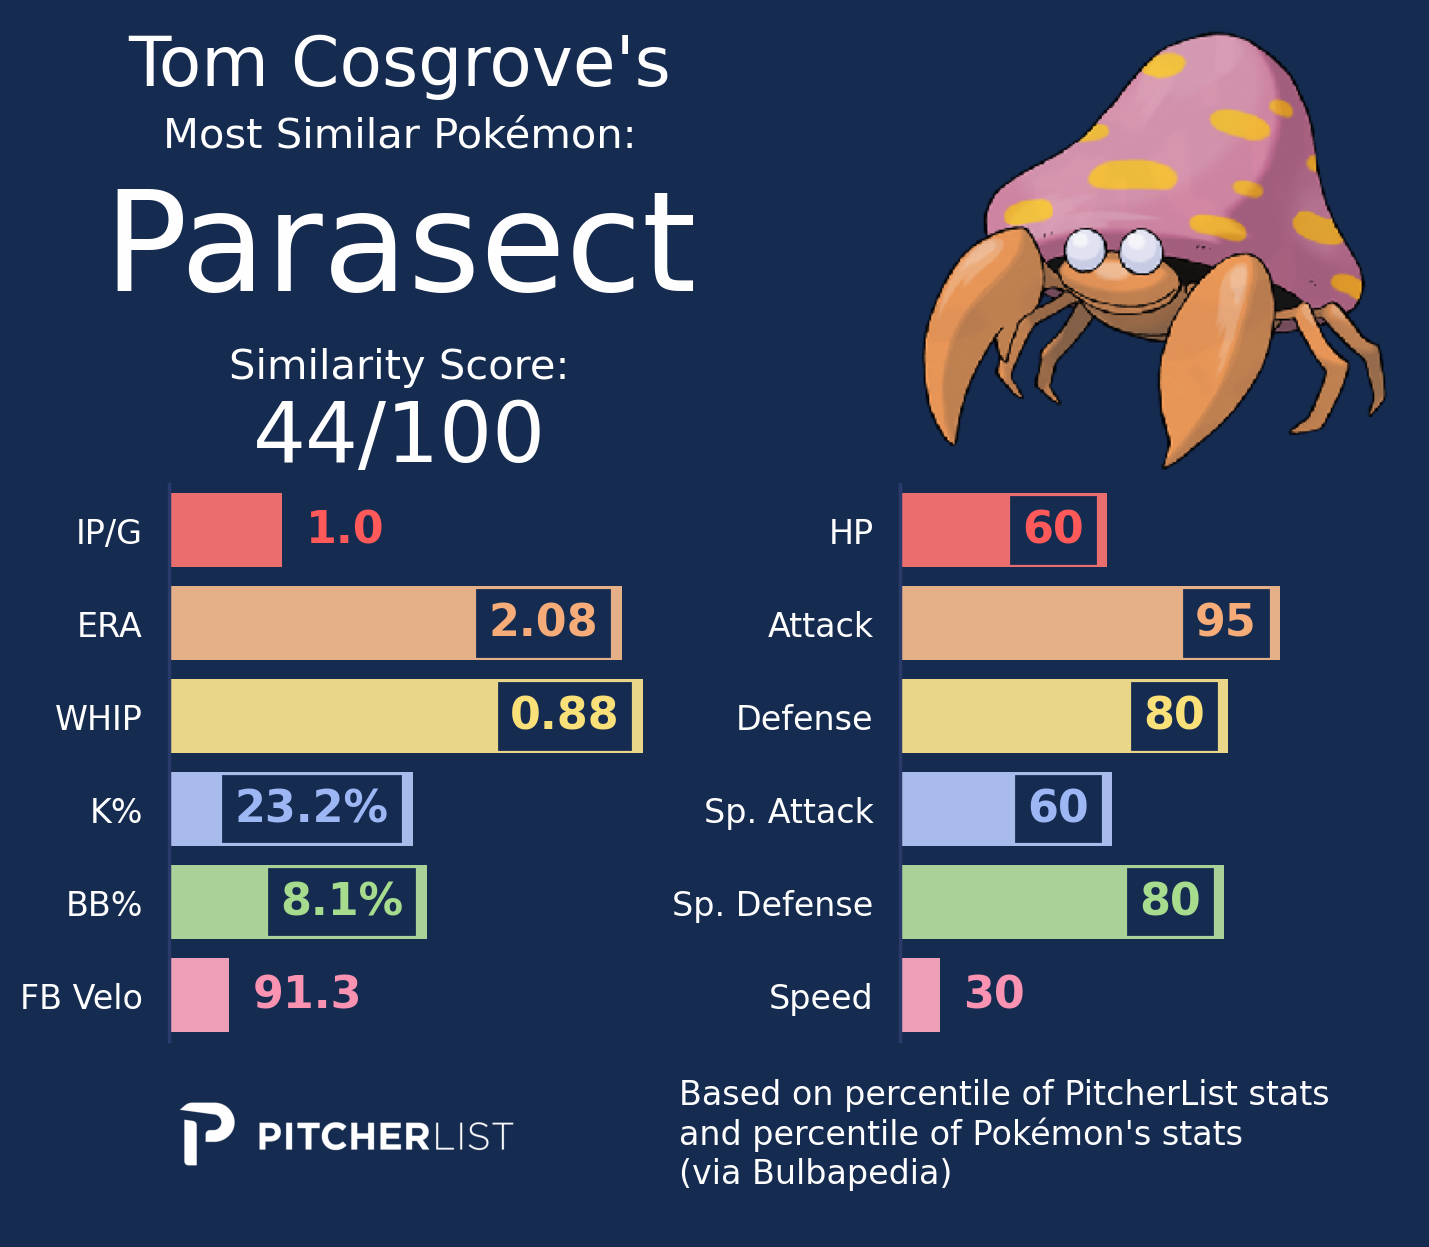 Tom Cosgrove's
Most Similar Pokémon:
Parasect
Similarity Score:
44/100
IP/G 1.0
ERA 2.08
WHIP 0.88
K% 23.2%
BB% 8.1%
FB Velo 91.3
HP 60
Attack 95
Defense 80
Sp. Attack 60
Sp. Defense 80
Speed 30
PITCHERLIST
Based on percentile of PitcherList stats
and percentile of Pokémon's stats
(via Bulbapedia)